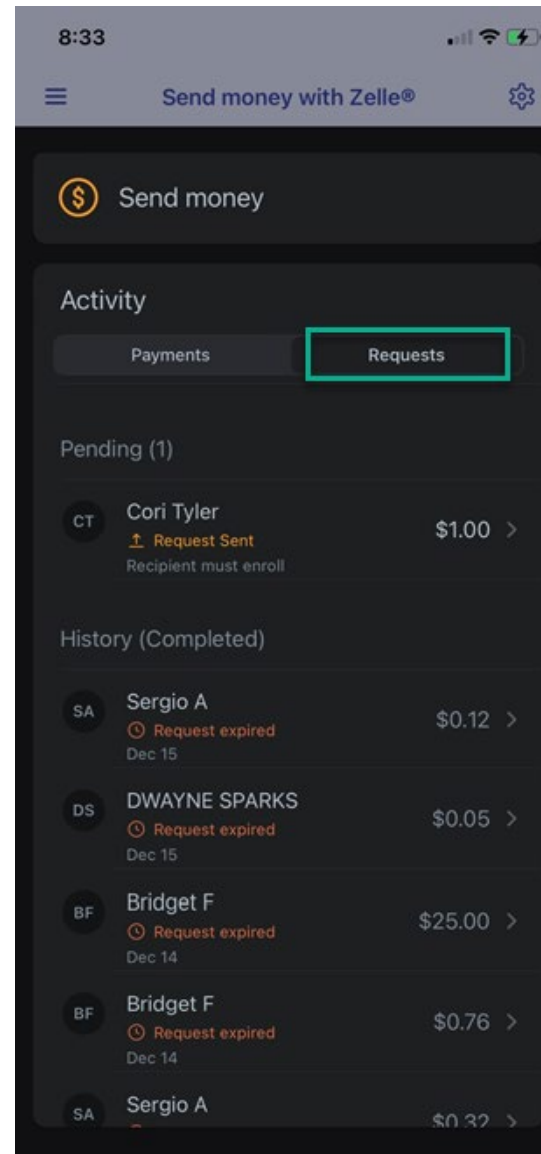 8:33
Send money with Zelle®
Send money
Activity
Payments Requests
Pending (1)
CT Cori Tyler $1.00
Request Sent
Recipient must enroll
History (Completed)
SA Sergio A $0.12
Request expired
Dec 15
DS DWAYNE SPARKS $0.05
Request expired
Dec 15
BF Bridget F $25.00
Request expired
Dec 14
BF Bridget F $0.76
Request expired
Dec 14
SA Sergio A $0.32